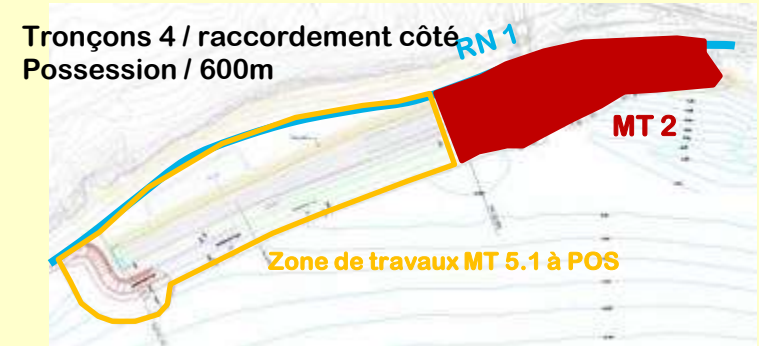 Tronçons 4 / raccordement côté
Possession / 600m
RN 1
MT 2
Zone de travaux MT 5.1 à POS